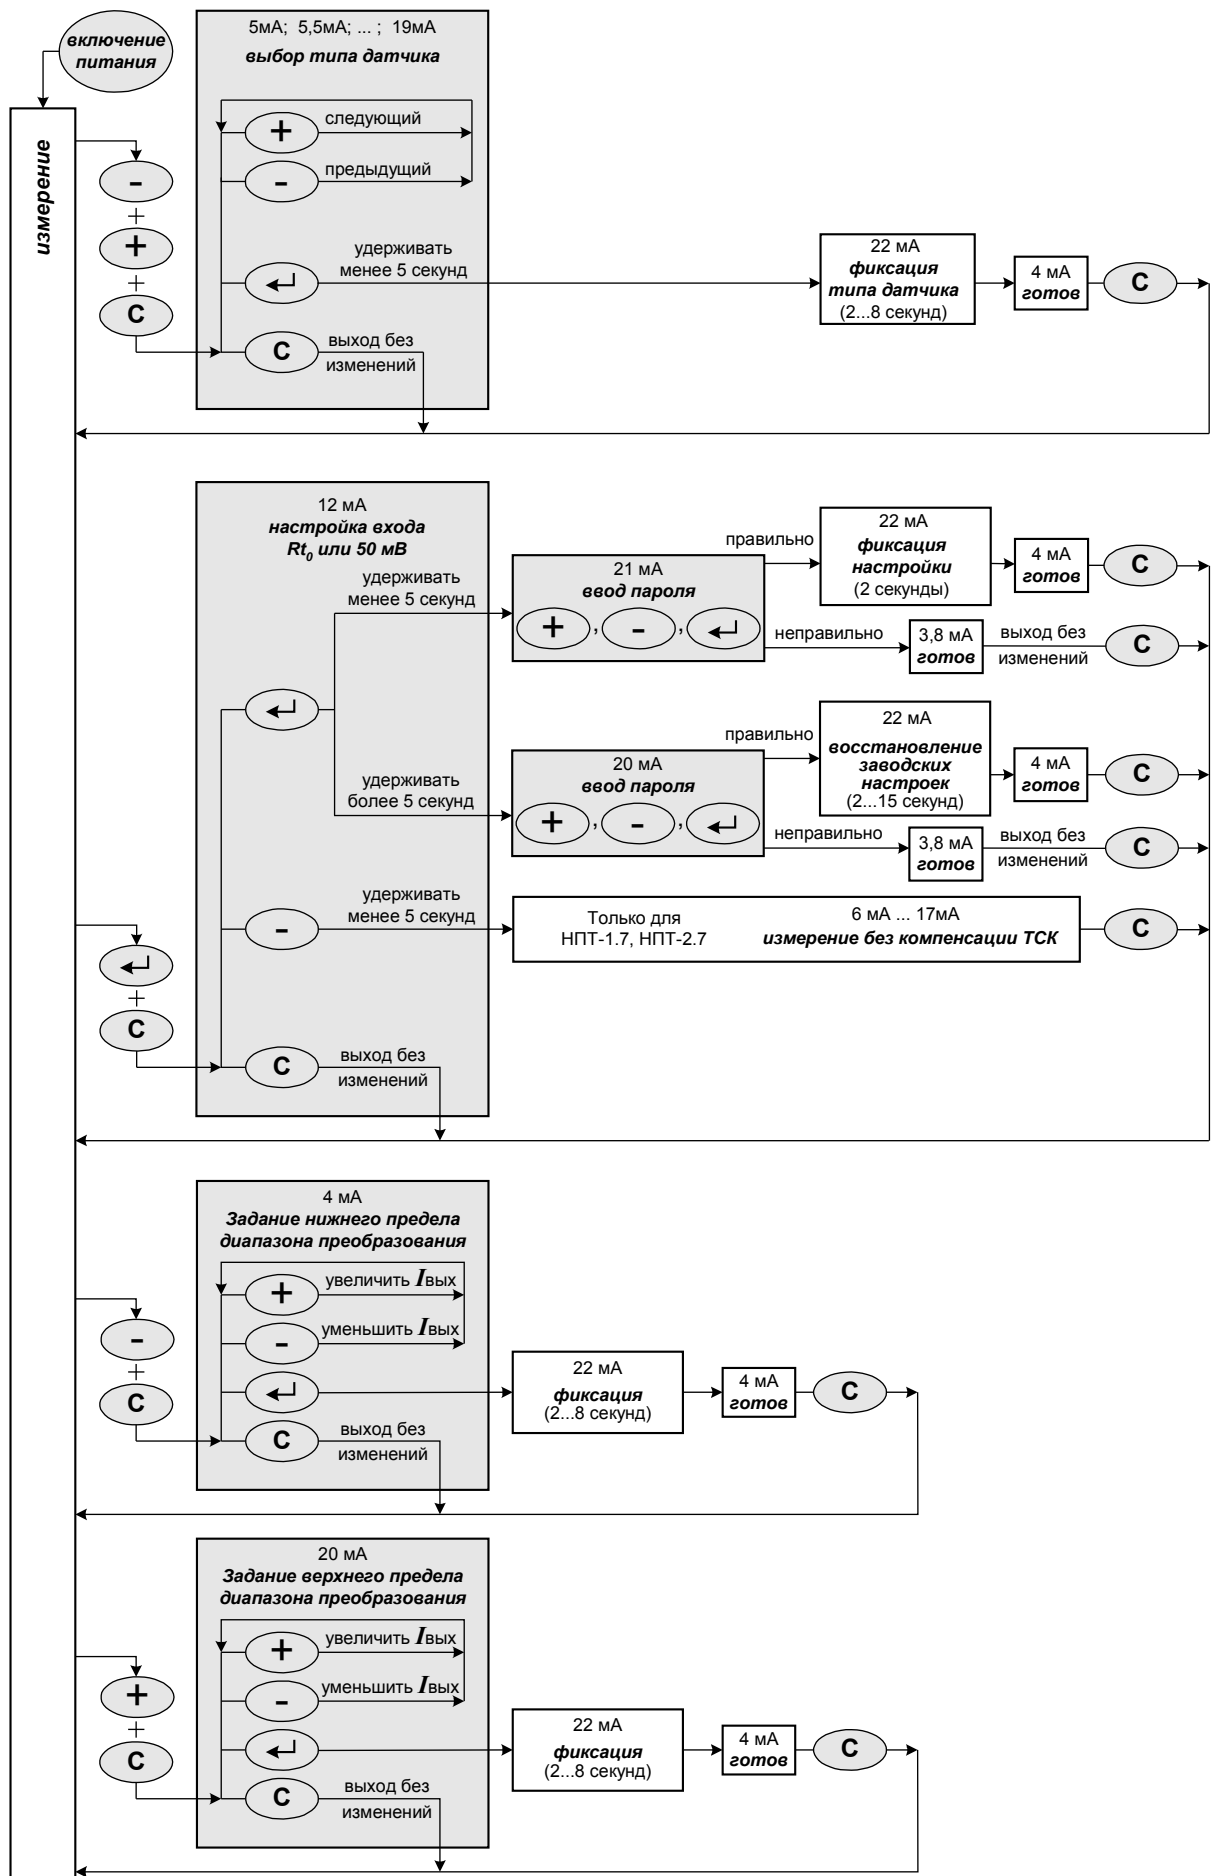 включение
питания
измерение
-
+
+
+
C
5мА; 5,5мА; ... ; 19мА
выбор типа датчика
+
следующий
-
предыдущий
удерживать
менее 5 секунд
C
выход без
изменений
22 мА
фиксация
типа датчика
(2...8 секунд)
4 мА
готов
C
+
C
12 мА
настройка входа
Rt0 или 50 мВ
удерживать
менее 5 секунд
21 мА
ввод пароля
+ , - ,
правильно
22 мА
фиксация
настройки
(2 секунды)
4 мА
готов
C
неправильно
3,8 мА
готов
выход без
изменений
C
удерживать
более 5 секунд
20 мА
ввод пароля
+ , - ,
правильно
22 мА
восстановление
заводских
настроек
(2...15 секунд)
4 мА
готов
C
неправильно
3,8 мА
готов
выход без
изменений
C
-
удерживать
менее 5 секунд
Только для
НПТ-1.7, НПТ-2.7
6 мА ... 17мА
измерение без компенсации ТСК
C
C
выход без
изменений
-
+
C
4 мА
Задание нижнего предела
диапазона преобразования
+
увеличить Iвых
-
уменьшить Iвых
C
выход без
изменений
22 мА
фиксация
(2...8 секунд)
4 мА
готов
C
+
+
C
20 мА
Задание верхнего предела
диапазона преобразования
+
увеличить Iвых
-
уменьшить Iвых
C
выход без
изменений
22 мА
фиксация
(2...8 секунд)
4 мА
готов
C